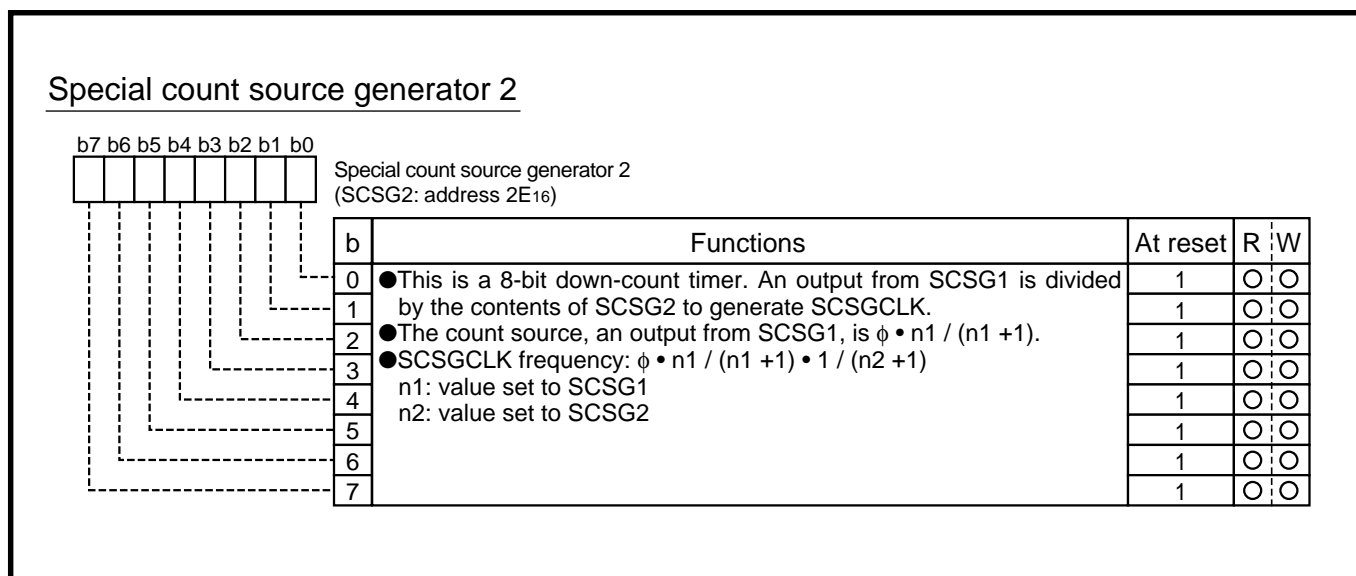 Special count source generator 2
b7 b6 b5 b4 b3 b2 b1 b0
Special count source generator 2
(SCSG2: address 2E16)
b Functions At reset R W
0 ●This is a 8-bit down-count timer. An output from SCSG1 is divided 1 ○ ○
1 by the contents of SCSG2 to generate SCSGCLK. 1 ○ ○
2 ●The count source, an output from SCSG1, is ϕ • n1 / (n1 +1). 1 ○ ○
3 ●SCSGCLK frequency: ϕ • n1 / (n1 +1) • 1 / (n2 +1) 1 ○ ○
n1: value set to SCSG1
4 1 ○ ○
n2: value set to SCSG2
5 1 ○ ○
6 1 ○ ○
7 1 ○ ○